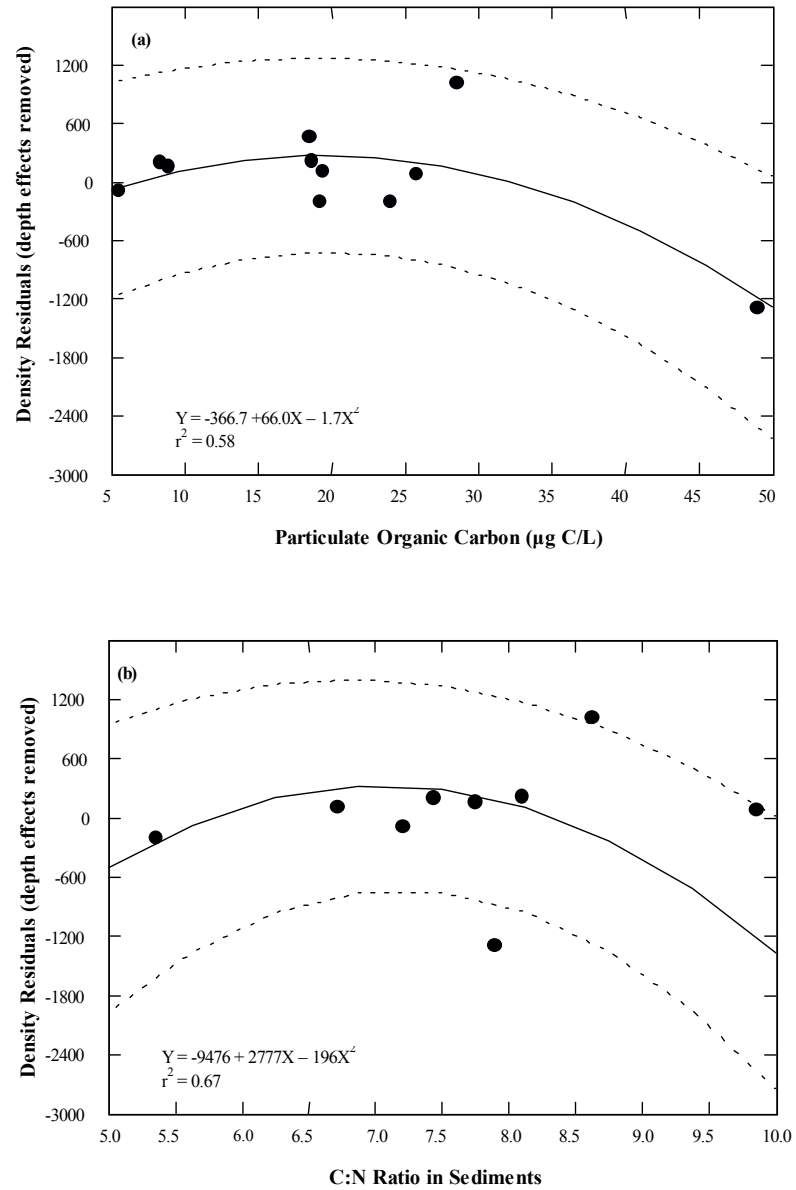 (a)
1200
600
0
-600
-1200
-1800
-2400
-3000
Density Residuals (depth effects removed)
Y = -366.7 +66.0X – 1.7X²
r² = 0.58
5 10 15 20 25 30 35 40 45 50
Particulate Organic Carbon (µg C/L)
(b)
1200
600
0
-600
-1200
-1800
-2400
-3000
Density Residuals (depth effects removed)
Y = -9476 + 2777X – 196X²
r² = 0.67
5.0 5.5 6.0 6.5 7.0 7.5 8.0 8.5 9.0 9.5 10.0
C:N Ratio in Sediments